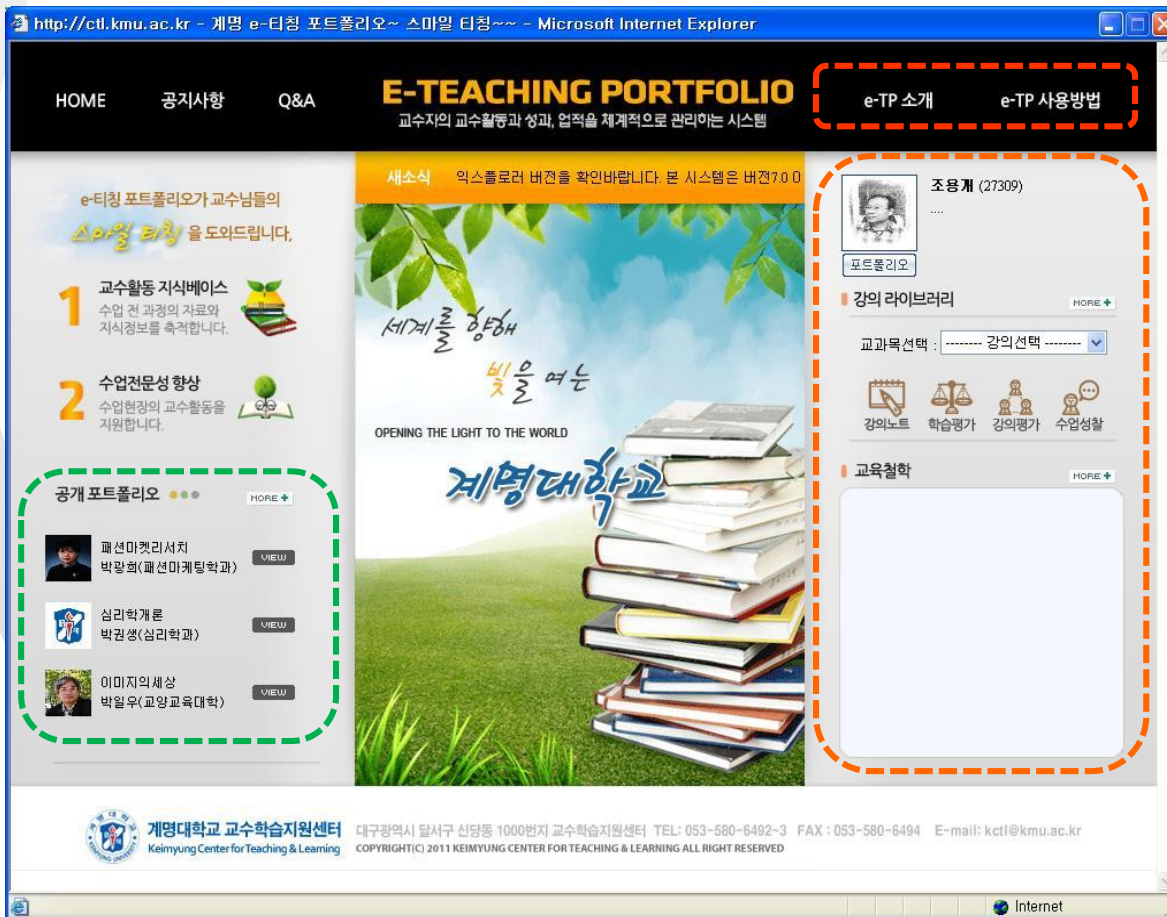 http://ctl.kmu.ac.kr - 계명 e-티칭 포트폴리오~ 스마일 티칭~~ - Microsoft Internet Explorer
HOME 공지사항 Q&A
E-TEACHING PORTFOLIO
교수자의 교수활동과 성과, 업적을 체계적으로 관리하는 시스템
e-TP 소개 e-TP 사용방법
e-티칭 포트폴리오가 교수님들의
스마일 티칭 을 도와드립니다,
1 교수활동 지식베이스
수업 전 과정의 자료와
지식정보를 축적합니다.
2 수업전문성 향상
수업현장의 교수활동을
지원합니다.
공개 포트폴리오 MORE +
패션마켓리서치
박광희(패션마케팅학과) VIEW
심리학개론
박권생(심리학과) VIEW
이미지의세상
박일우(교양교육대학) VIEW
새소식 익스플로러 버전을 확인바랍니다. 본 시스템은 버전7.0 0
세계를 향해
빛을 여는
OPENING THE LIGHT TO THE WORLD
계명대학교
조용개 (27309)
....
포트폴리오
강의 라이브러리 MORE +
교과목선택 : -------- 강의선택 --------
강의노트 학습평가 강의평가 수업성찰
교육철학 MORE +
계명대학교 교수학습지원센터
Keimyung Center for Teaching & Learning
대구광역시 달서구 신당동 1000번지 교수학습지원센터 TEL: 053-580-6492~3 FAX : 053-580-6494 E-mail: kctl@kmu.ac.kr
COPYRIGHT(C) 2011 KEIMYUNG CENTER FOR TEACHING & LEARNING ALL RIGHT RESERVED
Internet